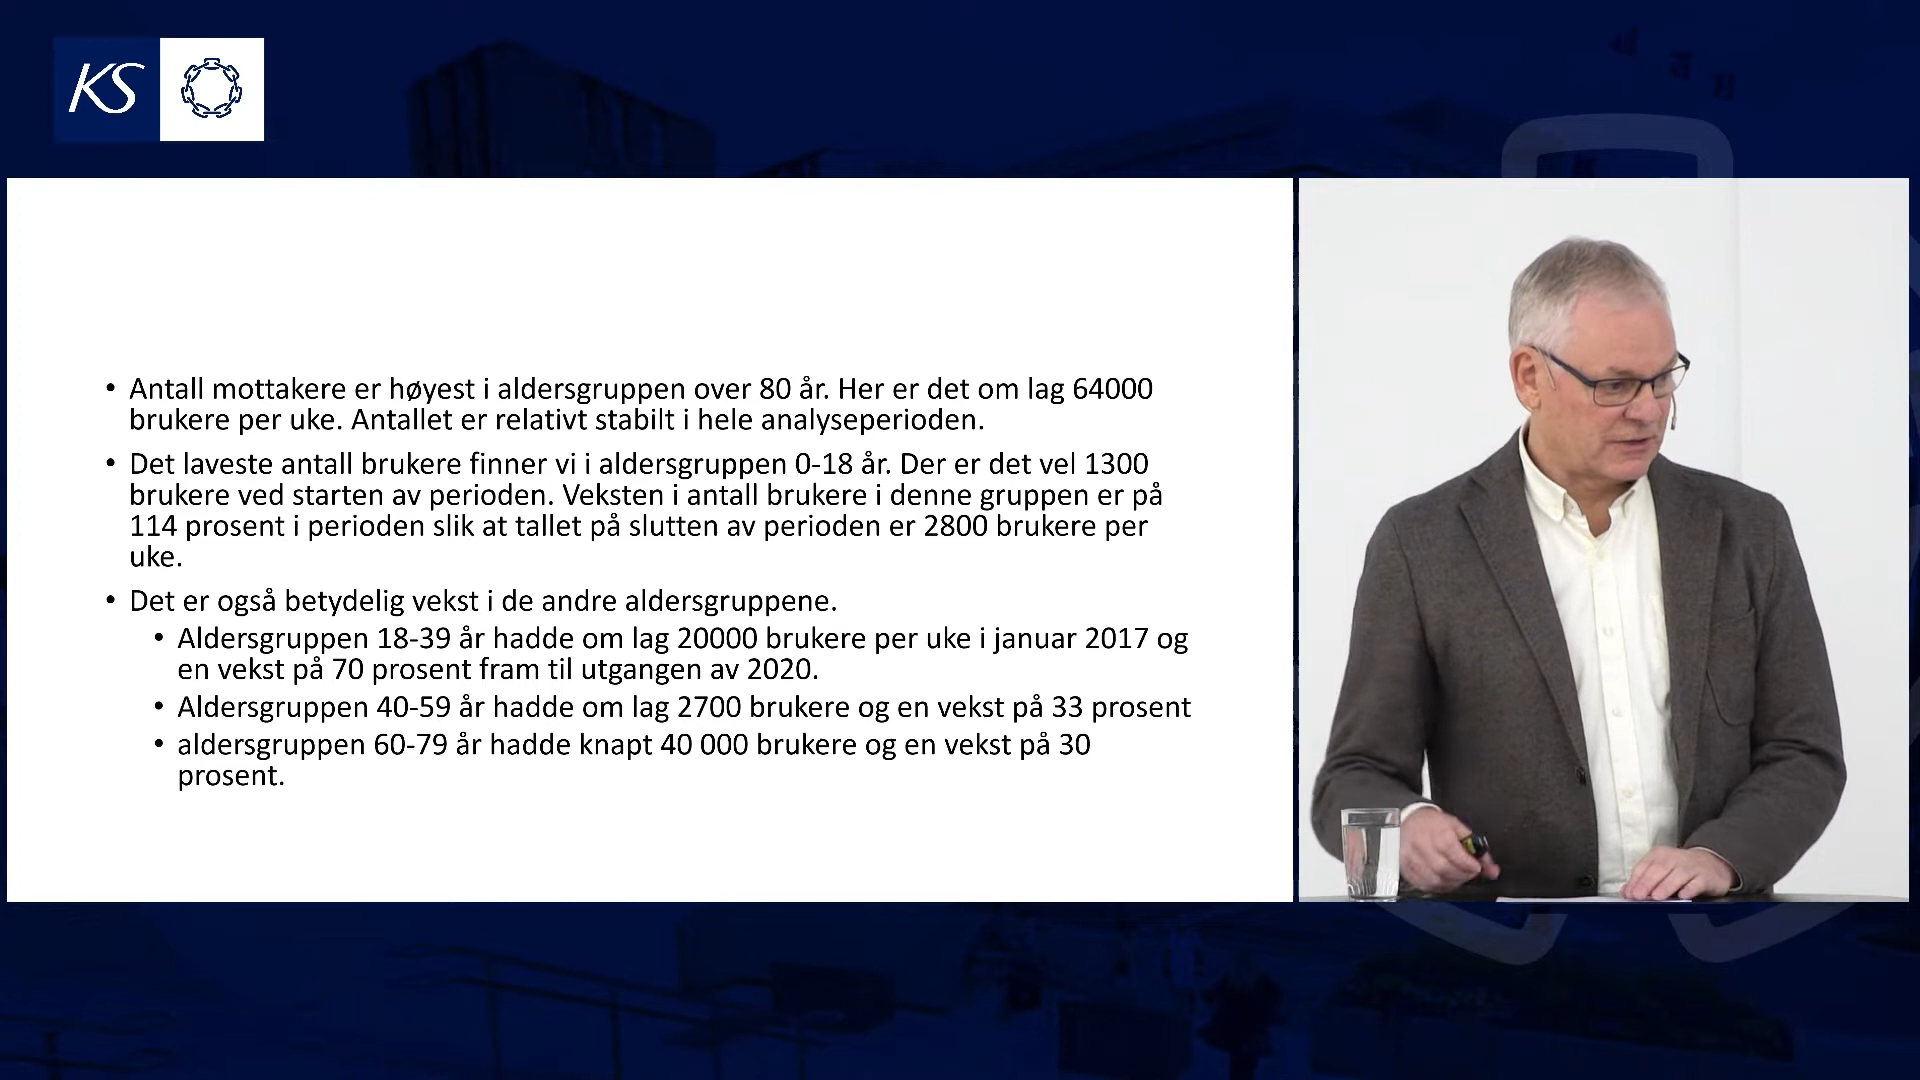 KS
• Antall mottakere er høyest i aldersgruppen over 80 år. Her er det om lag 64000
brukere per uke. Antallet er relativt stabilt i hele analyseperioden.
• Det laveste antall brukere finner vi i aldersgruppen 0-18 år. Der er det vel 1300
brukere ved starten av perioden. Veksten i antall brukere i denne gruppen er på
114 prosent i perioden slik at tallet på slutten av perioden er 2800 brukere per
uke.
• Det er også betydelig vekst i de andre aldersgruppene.
• Aldersgruppen 18-39 år hadde om lag 20000 brukere per uke i januar 2017 og
en vekst på 70 prosent fram til utgangen av 2020.
• Aldersgruppen 40-59 år hadde om lag 2700 brukere og en vekst på 33 prosent
• aldersgruppen 60-79 år hadde knapt 40 000 brukere og en vekst på 30
prosent.